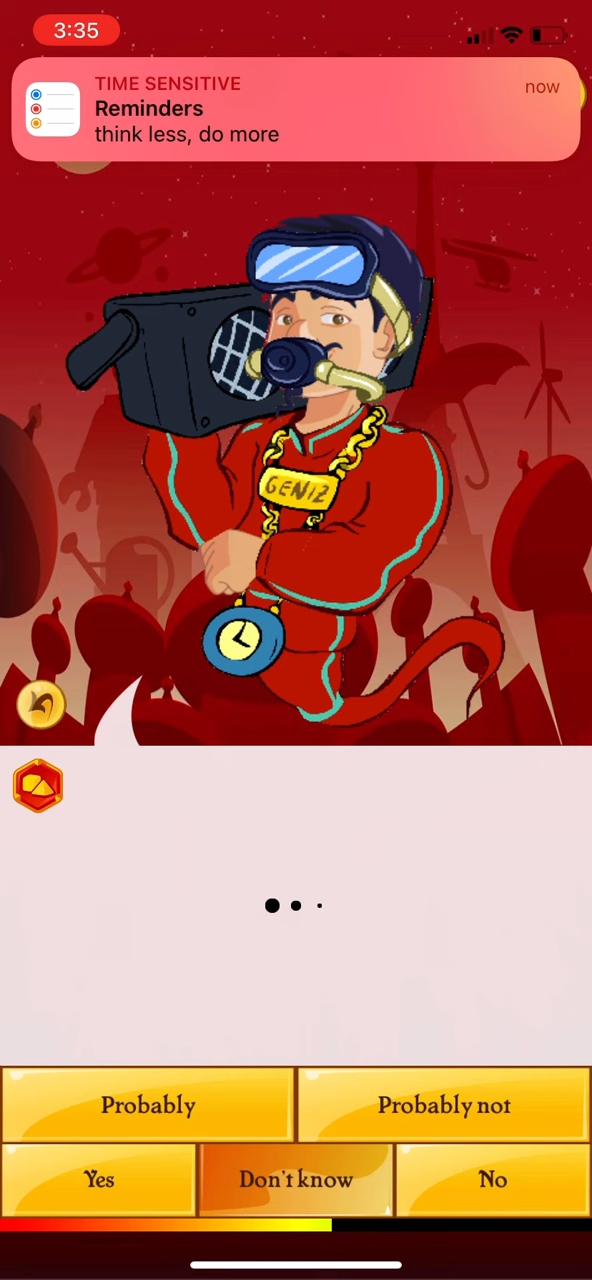 3:35
TIME SENSITIVE
now
Reminders
think less, do more
GENIZ
Probably
Probably not
Yes
Don't know
No